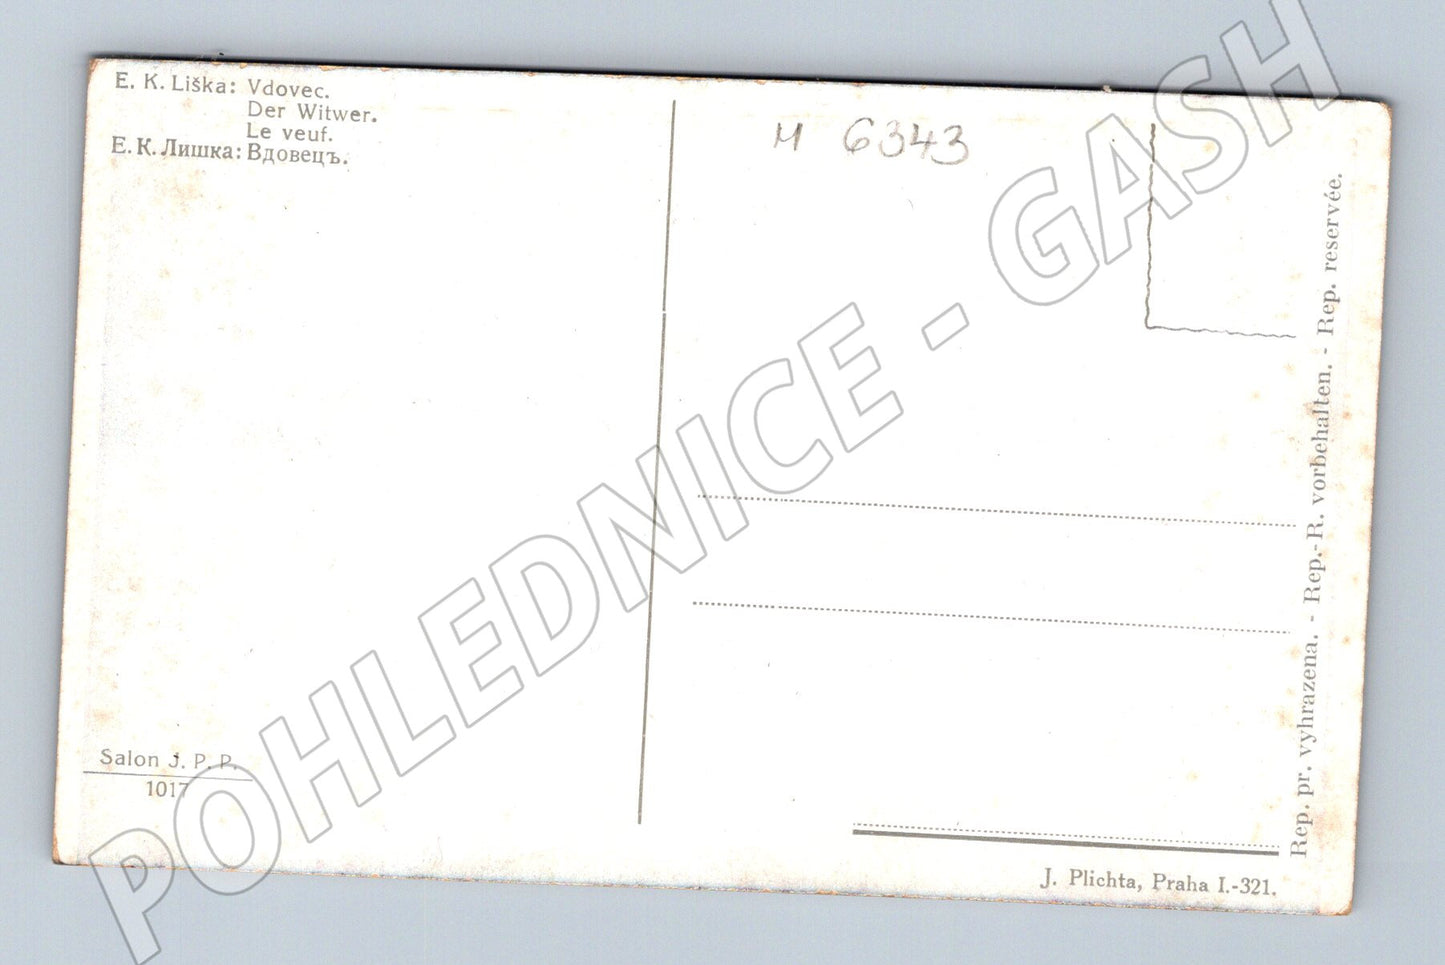 E. K. Liška: Vdovec.
Der Witwer.
Le veuf.
Е. К. Лишка: Вдовецъ.
M 6343
Rep. pr. vyhrazena. - Rep.-R. vorbehalten. - Rep. reservée.
Salon J. P. P.
1017
J. Plichta, Praha I.-321.
POHLEDNICE - GASH